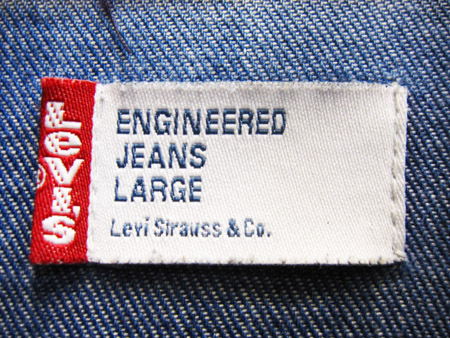 LEVI'S
ENGINEERED
JEANS
LARGE
Levi Strauss & Co.